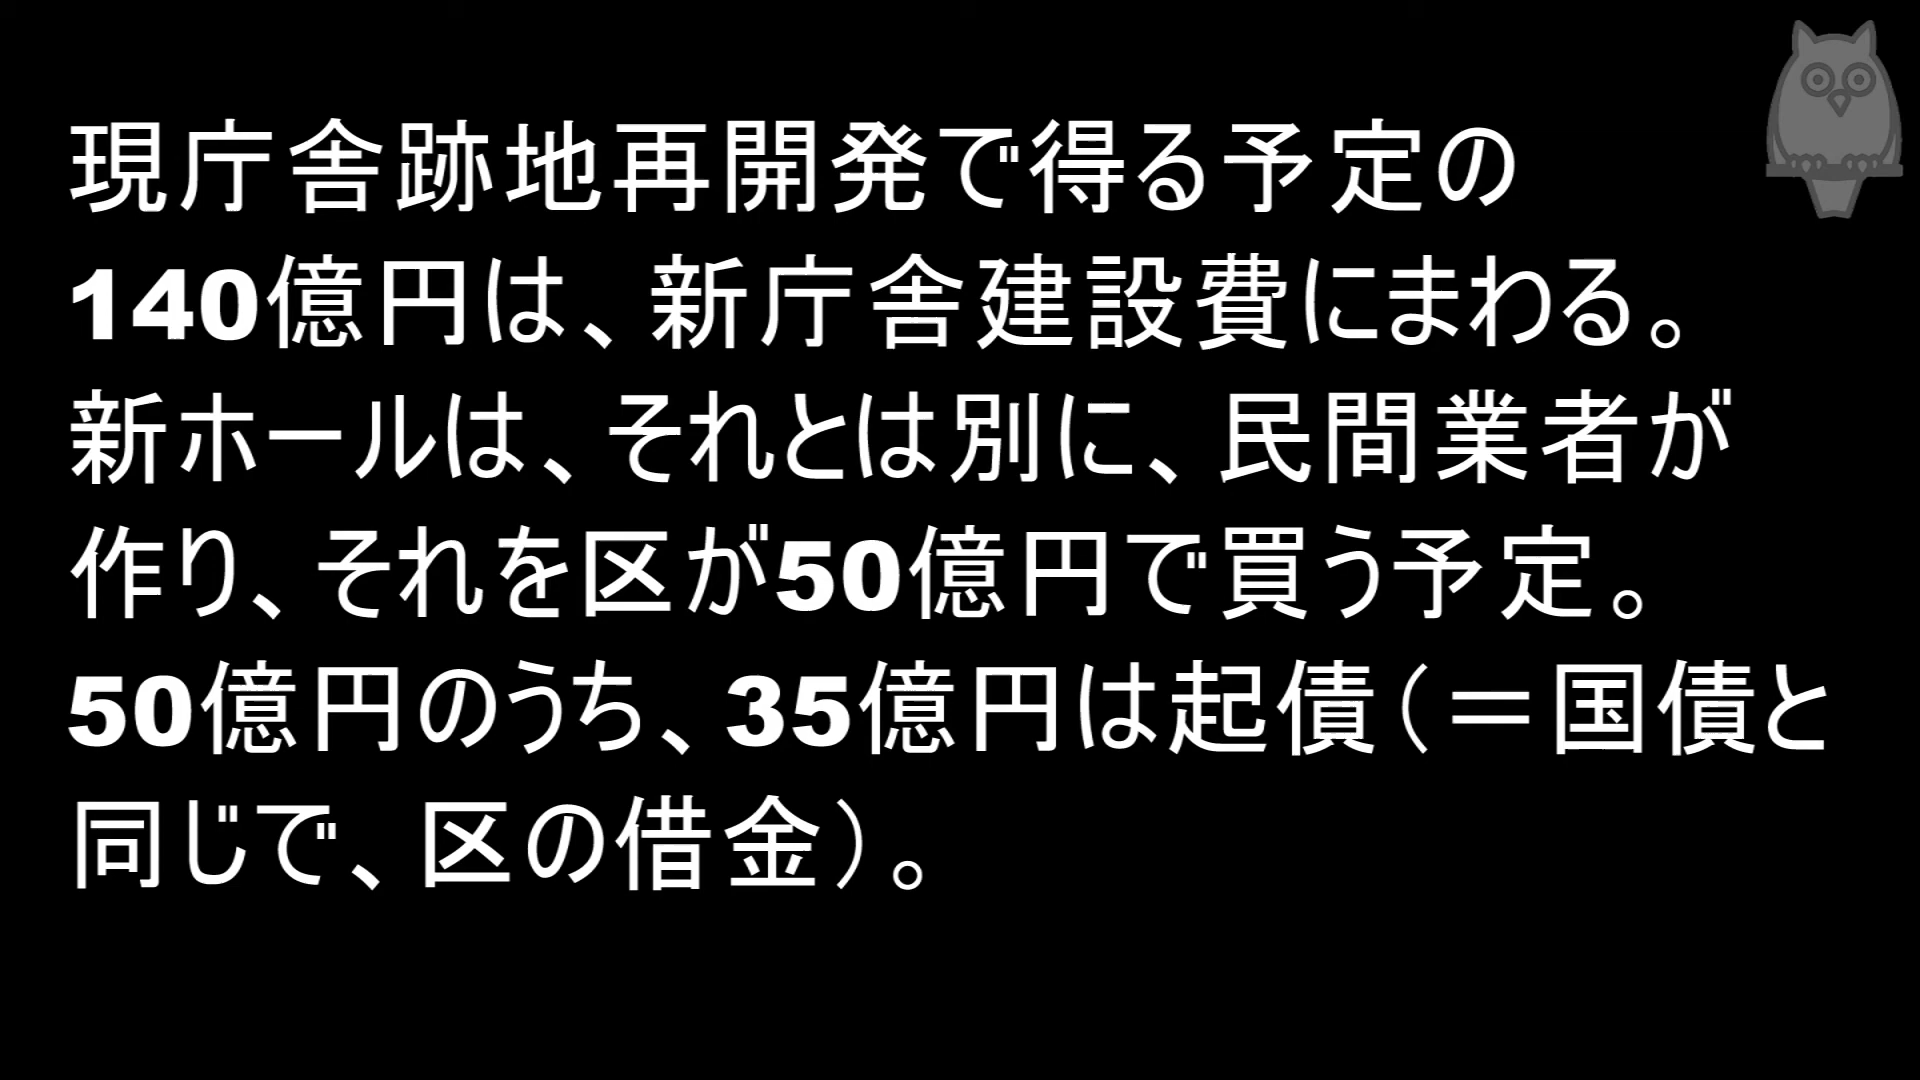 現庁舎跡地再開発で得る予定の
140億円は、新庁舎建設費にまわる。
新ホールは、それとは別に、民間業者が
作り、それを区が50億円で買う予定。
50億円のうち、35億円は起債（＝国債と
同じで、区の借金）。